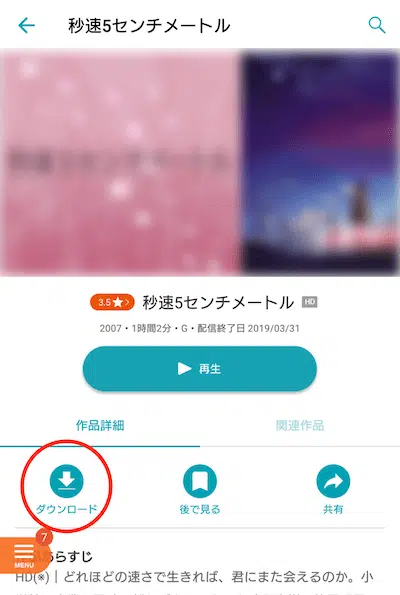 秒速5センチメートル
3.5
秒速5センチメートル HD
2007・1時間2分・G・配信終了日 2019/03/31
再生
作品詳細
関連作品
ダウンロード
後で見る
共有
7
MENU
あらすじ
HD(※)｜どれほどの速さで生きれば、君にまた会えるのか。小